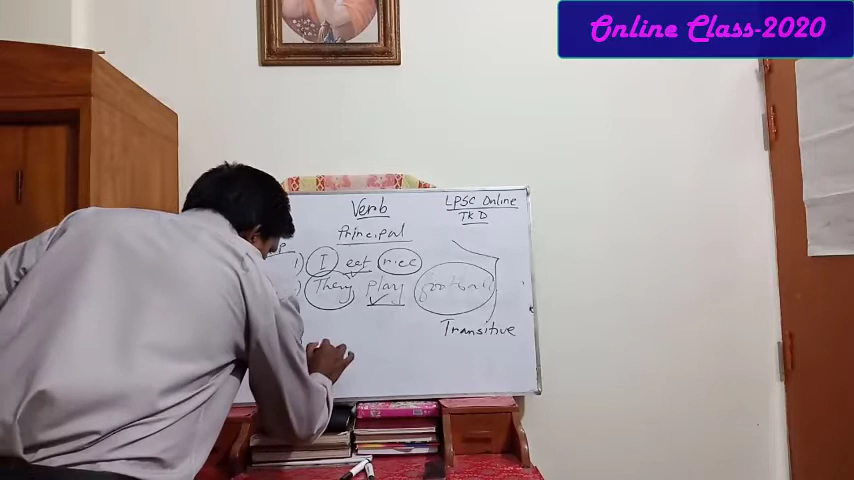 Online Class-2020
Verb
LPSC Online
TKD
Principal
I eat rice
They play football
Transitive